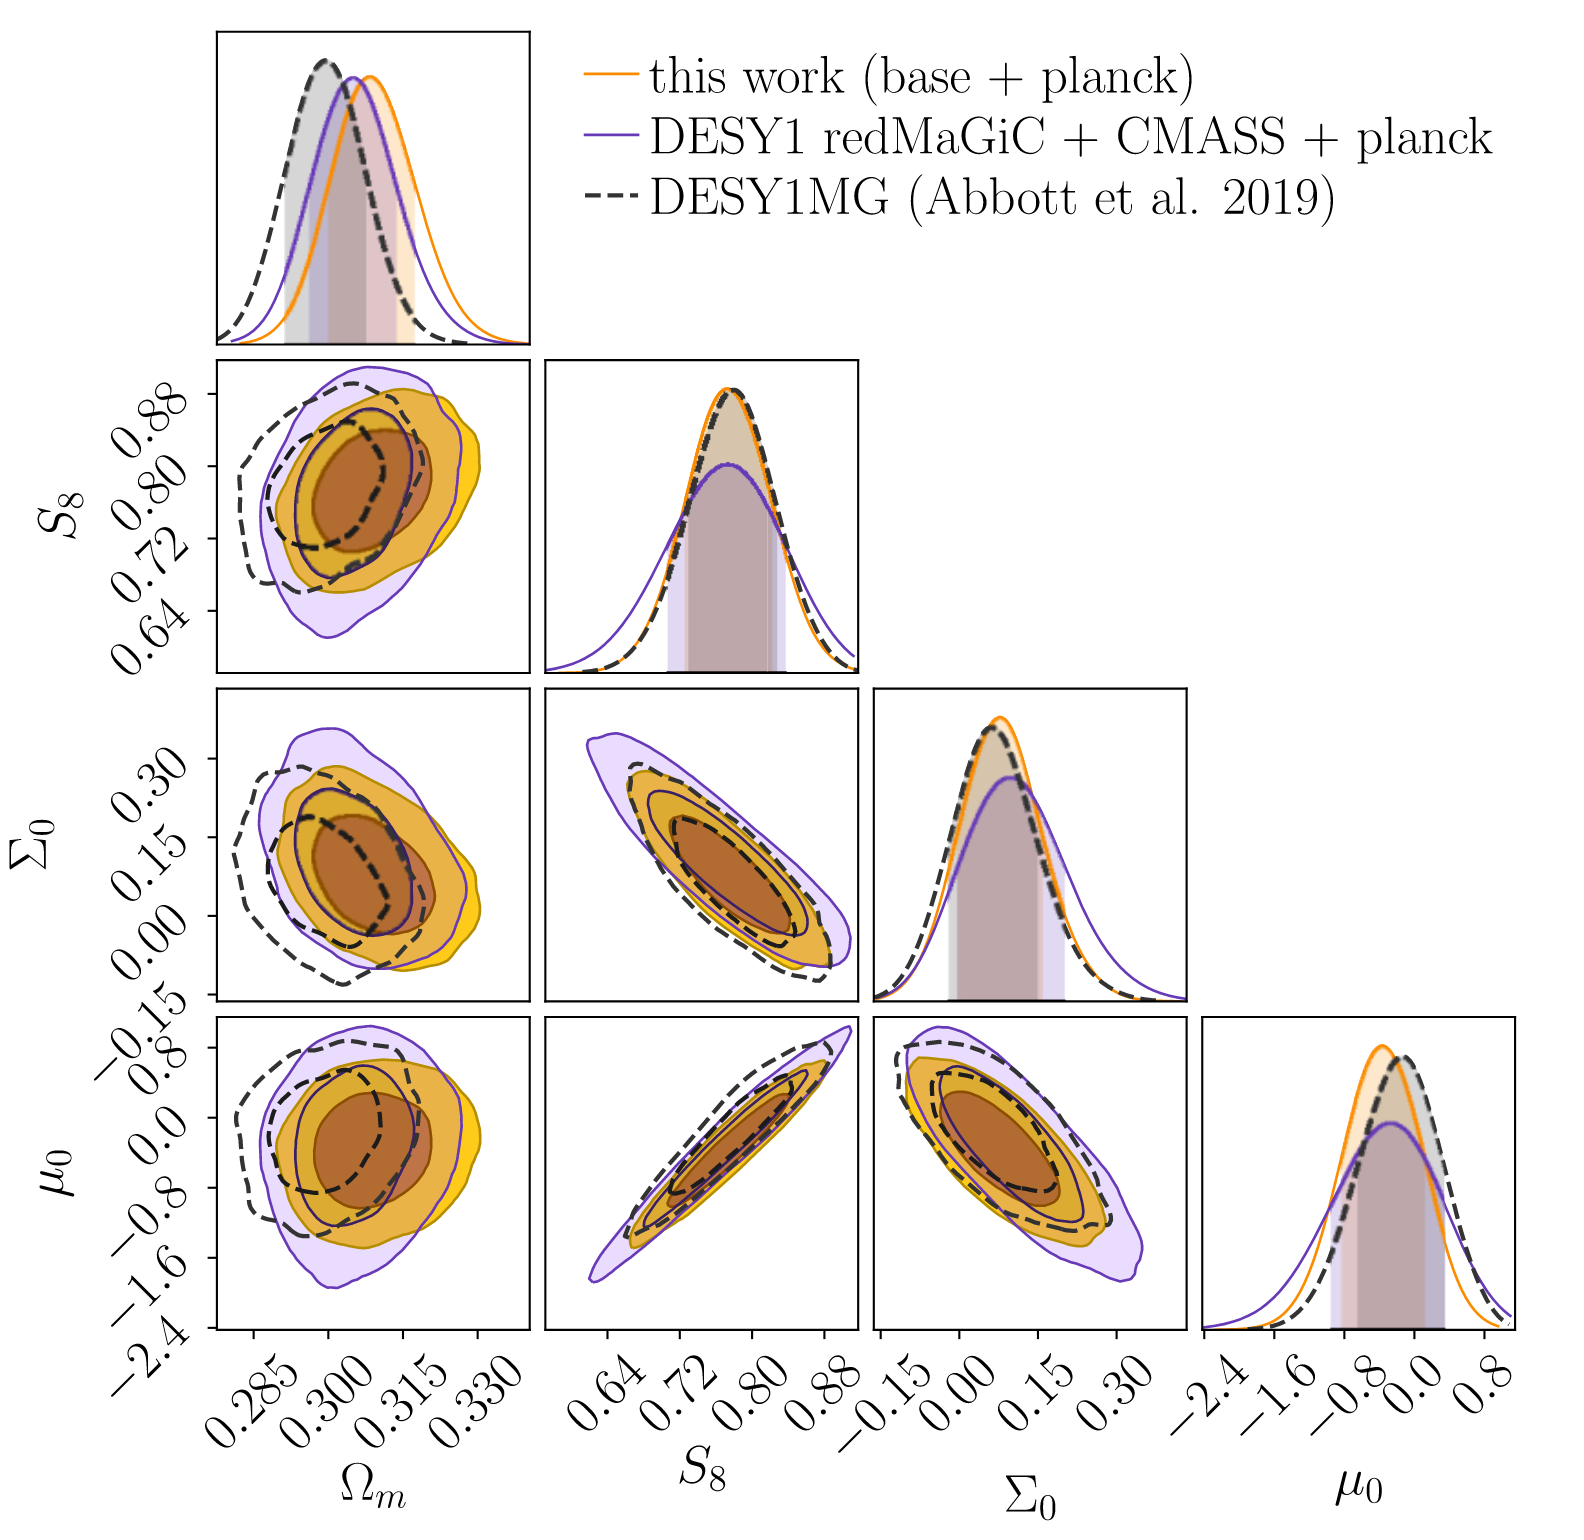 this work (base + planck)
DESY1 redMaGiC + CMASS + planck
DESY1MG (Abbott et al. 2019)
0.88
0.80
0.72
0.64
S8
0.30
0.15
0.00
−0.15
Σ0
0.8
0.0
−0.8
−1.6
−2.4
μ0
0.285 0.300 0.315 0.330
0.64 0.72 0.80 0.88
−0.15 0.00 0.15 0.30
−2.4 −1.6 −0.8 0.0 0.8
Ωm
S8
Σ0
μ0